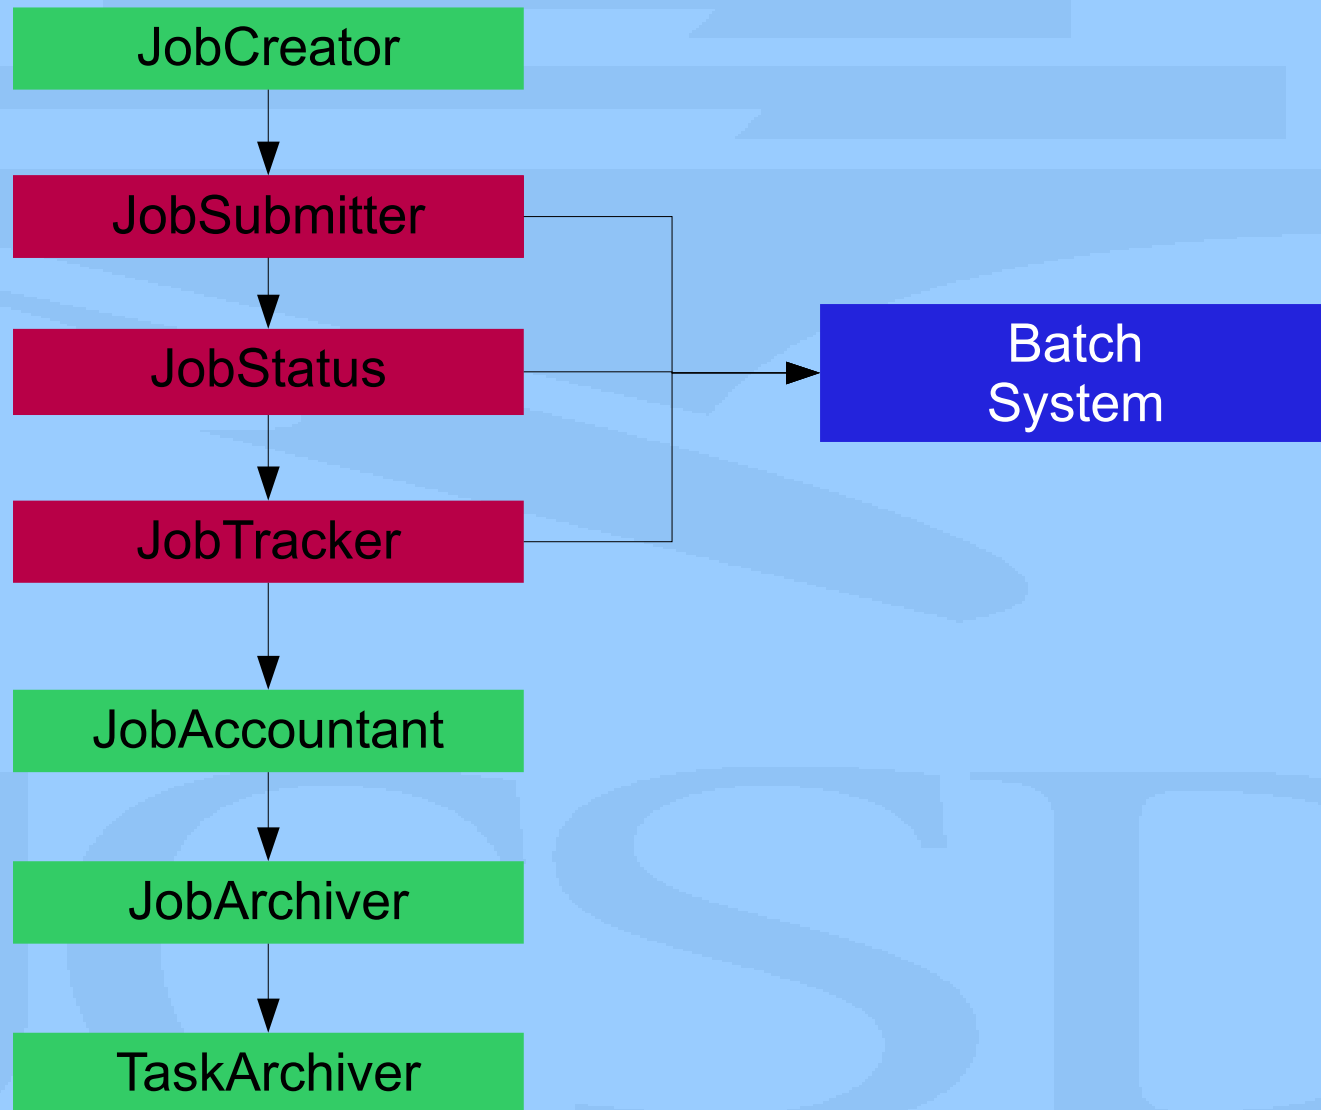 JobCreator
JobSubmitter
JobStatus
Batch
System
JobTracker
JobAccountant
JobArchiver
TaskArchiver